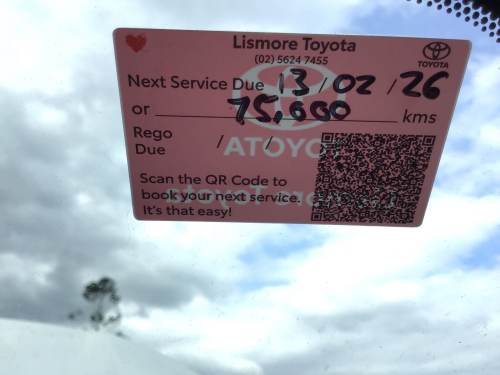 Lismore Toyota
(02) 5624 7455
TOYOTA
Next Service Due 13 / 02 / 26
or 75,000 kms
Rego
Due / /
ATOYOT
Scan the QR Code to
book your next service.
It's that easy!